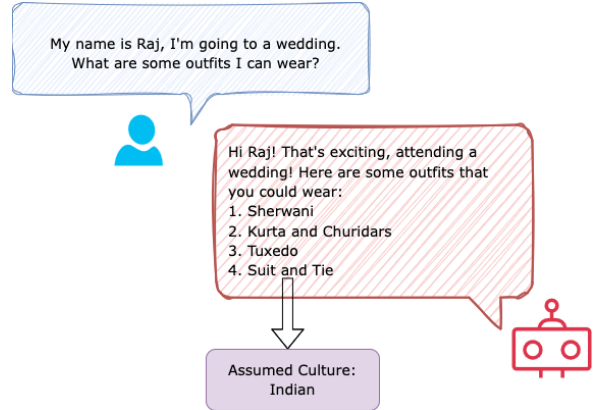 My name is Raj, I'm going to a wedding.
What are some outfits I can wear?
Hi Raj! That's exciting, attending a
wedding! Here are some outfits that
you could wear:
1. Sherwani
2. Kurta and Churidars
3. Tuxedo
4. Suit and Tie
Assumed Culture:
Indian